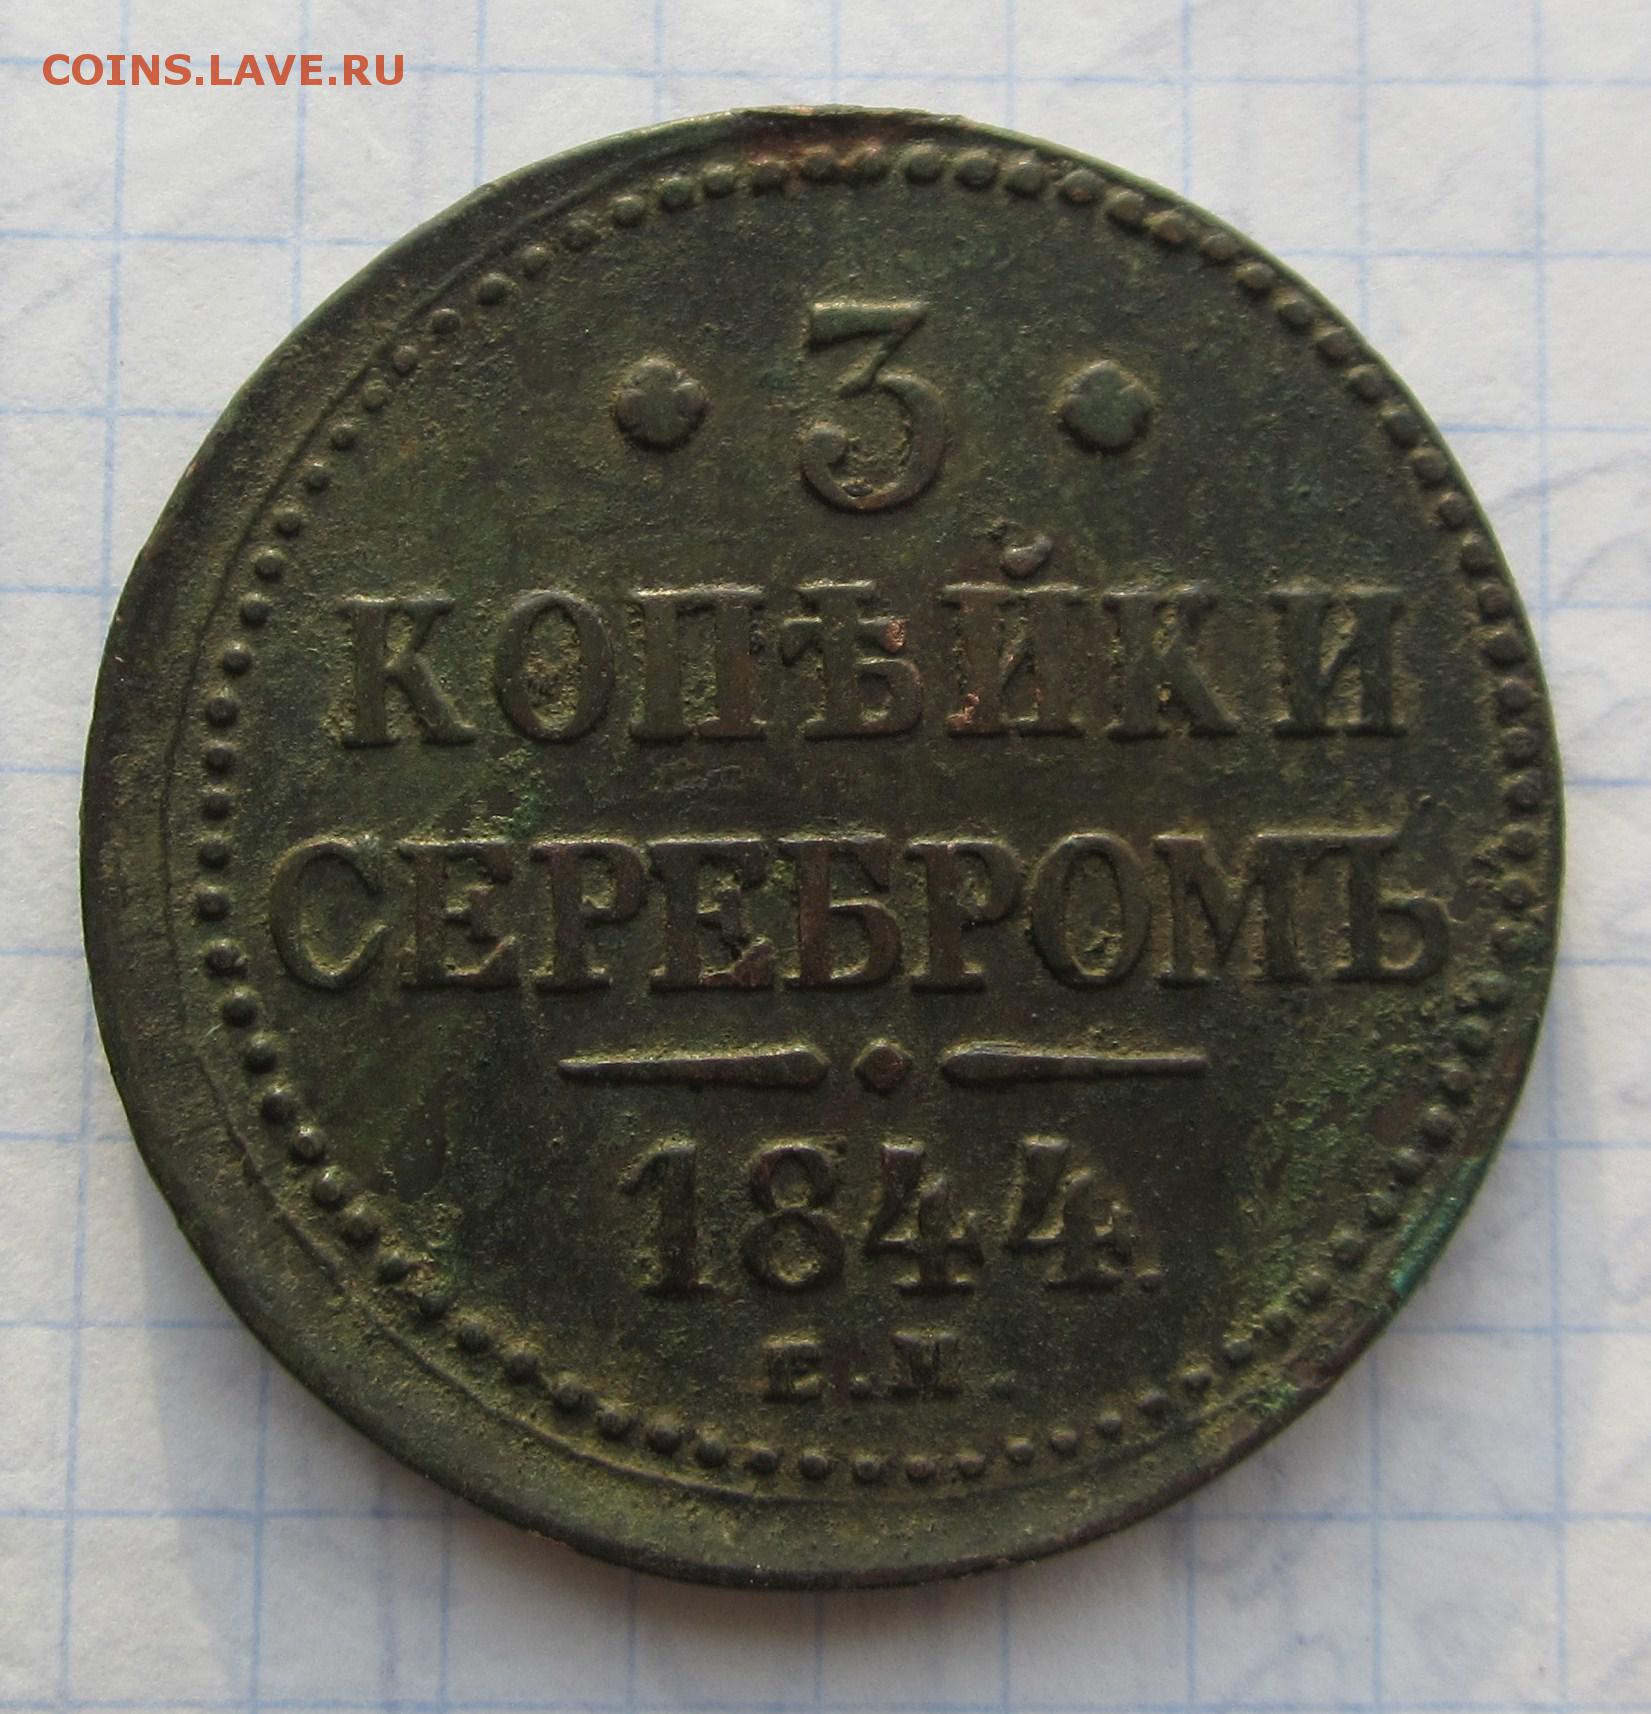 COINS.LAVE.RU
3
КОПѢЙКИ
СЕРЕБРОМЪ
1844.
Е.М.